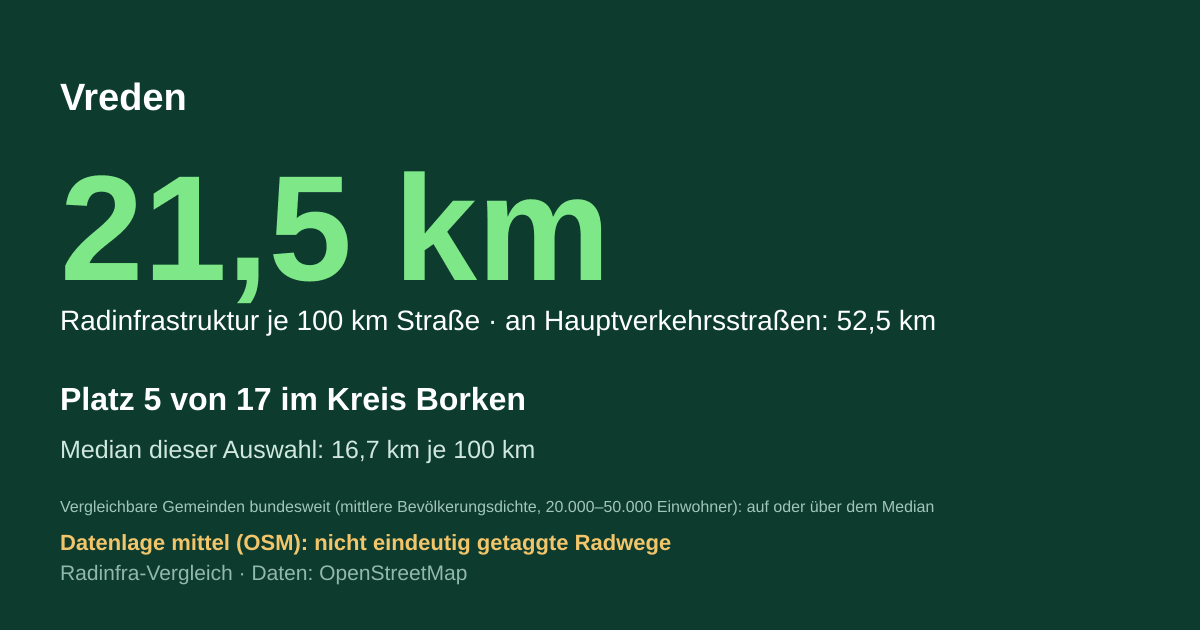 Vreden
21,5 km
Radinfrastruktur je 100 km Straße · an Hauptverkehrsstraßen: 52,5 km
Platz 5 von 17 im Kreis Borken
Median dieser Auswahl: 16,7 km je 100 km
Vergleichbare Gemeinden bundesweit (mittlere Bevölkerungsdichte, 20.000–50.000 Einwohner): auf oder über dem Median
Datenlage mittel (OSM): nicht eindeutig getaggte Radwege
Radinfra-Vergleich · Daten: OpenStreetMap